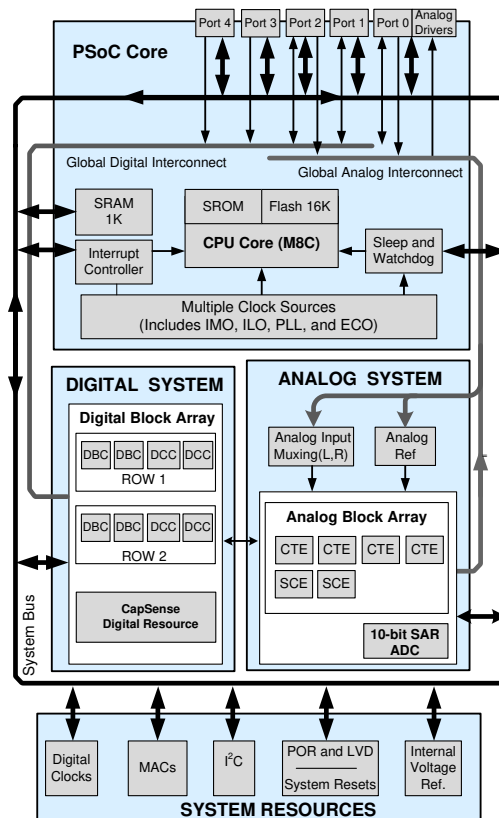 Port 4 Port 3 Port 2 Port 1 Port 0 Analog
Drivers
PSoC Core
Global Digital Interconnect
Global Analog Interconnect
SRAM
1K
SROM Flash 16K
CPU Core (M8C)
Interrupt
Controller
Sleep and
Watchdog
Multiple Clock Sources
(Includes IMO, ILO, PLL, and ECO)
DIGITAL SYSTEM
Digital Block Array
DBC DBC DCC DCC
ROW 1
DBC DBC DCC DCC
ROW 2
CapSense
Digital Resource
ANALOG SYSTEM
Analog Input
Muxing(L,R)
Analog
Ref
Analog Block Array
CTE CTE CTE CTE
SCE SCE
10-bit SAR
ADC
System Bus
Digital
Clocks
MACs
I²C
POR and LVD
System Resets
Internal
Voltage
Ref.
SYSTEM RESOURCES